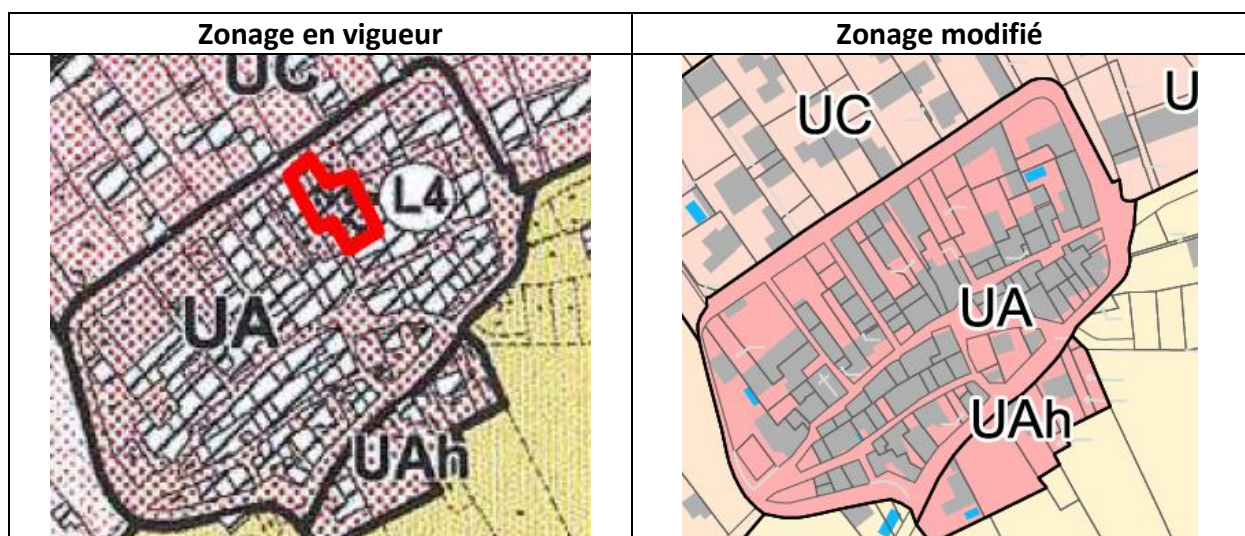 Zonage en vigueur
Zonage modifié
UC
L4
UA
UAh
UC
U
UA
UAh